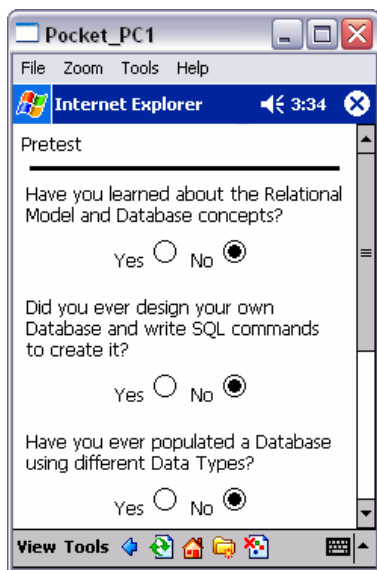 Pocket_PC1
File Zoom Tools Help
Internet Explorer 3:34
Pretest
Have you learned about the Relational
Model and Database concepts?
Yes No
Did you ever design your own
Database and write SQL commands
to create it?
Yes No
Have you ever populated a Database
using different Data Types?
Yes No
View Tools